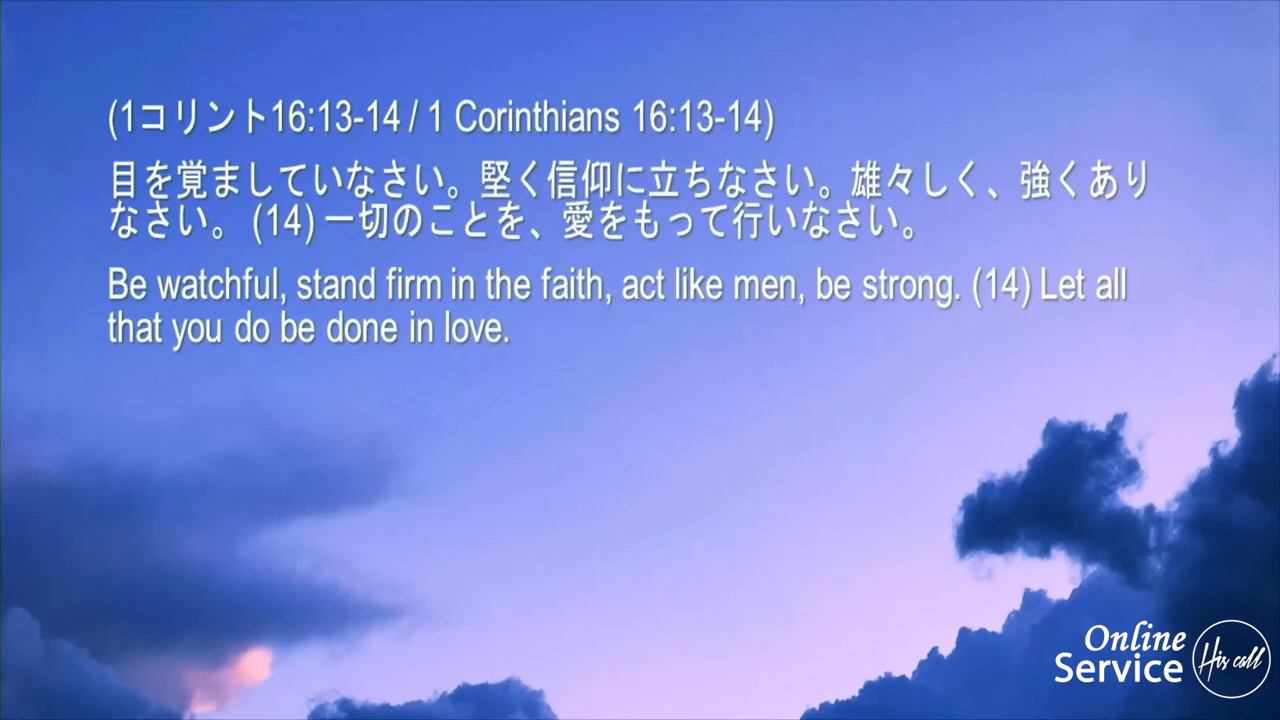 (1コリント16:13-14 / 1 Corinthians 16:13-14)
目を覚ましていなさい。堅く信仰に立ちなさい。雄々しく、強くあり
なさい。 (14) 一切のことを、愛をもって行いなさい。
Be watchful, stand firm in the faith, act like men, be strong. (14) Let all
that you do be done in love.
Online
Service
His call